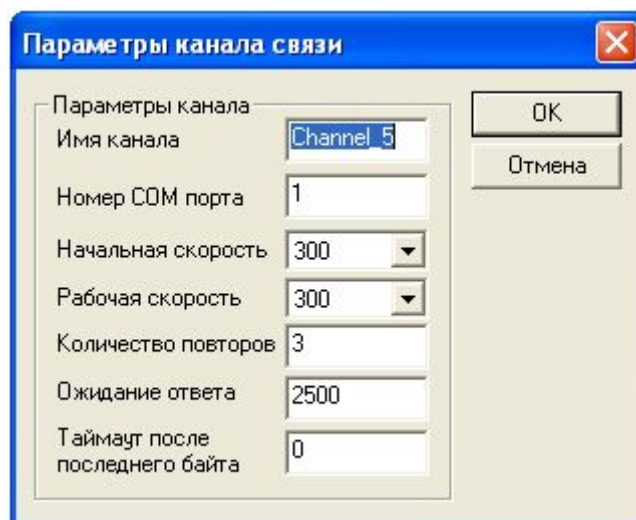 Параметры канала связи
Параметры канала
Имя канала Channel_5
Номер COM порта 1
Начальная скорость 300
Рабочая скорость 300
Количество повторов 3
Ожидание ответа 2500
Таймаут после
последнего байта 0
OK
Отмена